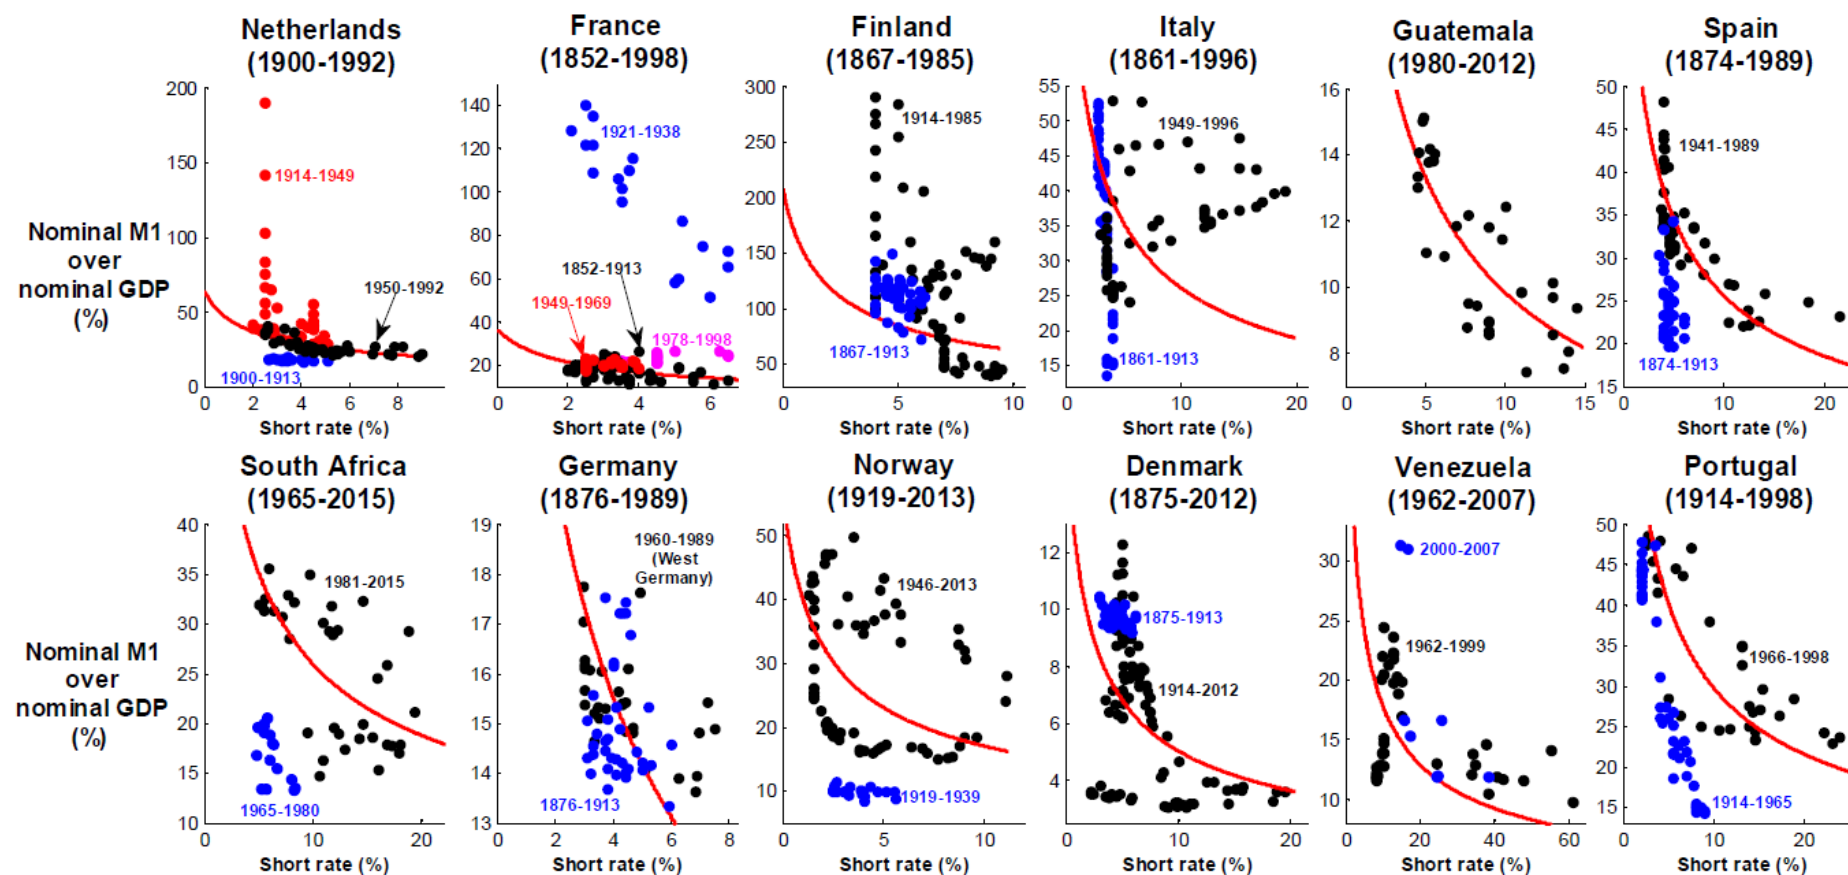 Netherlands
(1900-1992)
France
(1852-1998)
Finland
(1867-1985)
Italy
(1861-1996)
Guatemala
(1980-2012)
Spain
(1874-1989)
Nominal M1
over
nominal GDP
(%)
200
150
100
50
0
1914-1949
1950-1992
1900-1913
0 2 4 6 8
Short rate (%)
140
120
100
80
60
40
20
1921-1938
1852-1913
1949-1969
1978-1998
0 2 4 6
Short rate (%)
300
250
200
150
100
50
1914-1985
1867-1913
0 5 10
Short rate (%)
55
50
45
40
35
30
25
20
15
1949-1996
1861-1913
0 10 20
Short rate (%)
16
14
12
10
8
0 5 10 15
Short rate (%)
50
45
40
35
30
25
20
15
1941-1989
1874-1913
0 10 20
Short rate (%)
South Africa
(1965-2015)
Germany
(1876-1989)
Norway
(1919-2013)
Denmark
(1875-2012)
Venezuela
(1962-2007)
Portugal
(1914-1998)
Nominal M1
over
nominal GDP
(%)
40
35
30
25
20
15
10
1981-2015
1965-1980
0 10 20
Short rate (%)
19
18
17
16
15
14
13
1960-1989
(West
Germany)
1876-1913
0 2 4 6 8
Short rate (%)
50
40
30
20
10
1946-2013
1919-1939
0 5 10
Short rate (%)
12
10
8
6
4
1875-1913
1914-2012
0 10 20
Short rate (%)
30
25
20
15
10
2000-2007
1962-1999
0 20 40 60
Short rate (%)
50
45
40
35
30
25
20
15
1966-1998
1914-1965
0 10 20
Short rate (%)